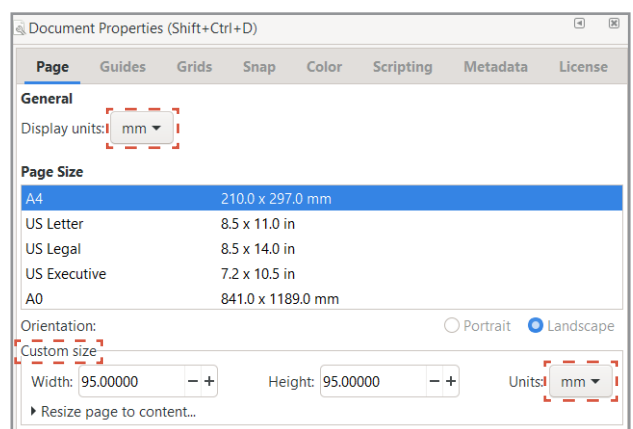 Document Properties (Shift+Ctrl+D)
Page Guides Grids Snap Color Scripting Metadata License
General
Display units: mm
Page Size
A4 210.0 x 297.0 mm
US Letter 8.5 x 11.0 in
US Legal 8.5 x 14.0 in
US Executive 7.2 x 10.5 in
A0 841.0 x 1189.0 mm
Orientation: Portrait Landscape
Custom size
Width: 95.00000 − + Height: 95.00000 − + Units: mm
Resize page to content...